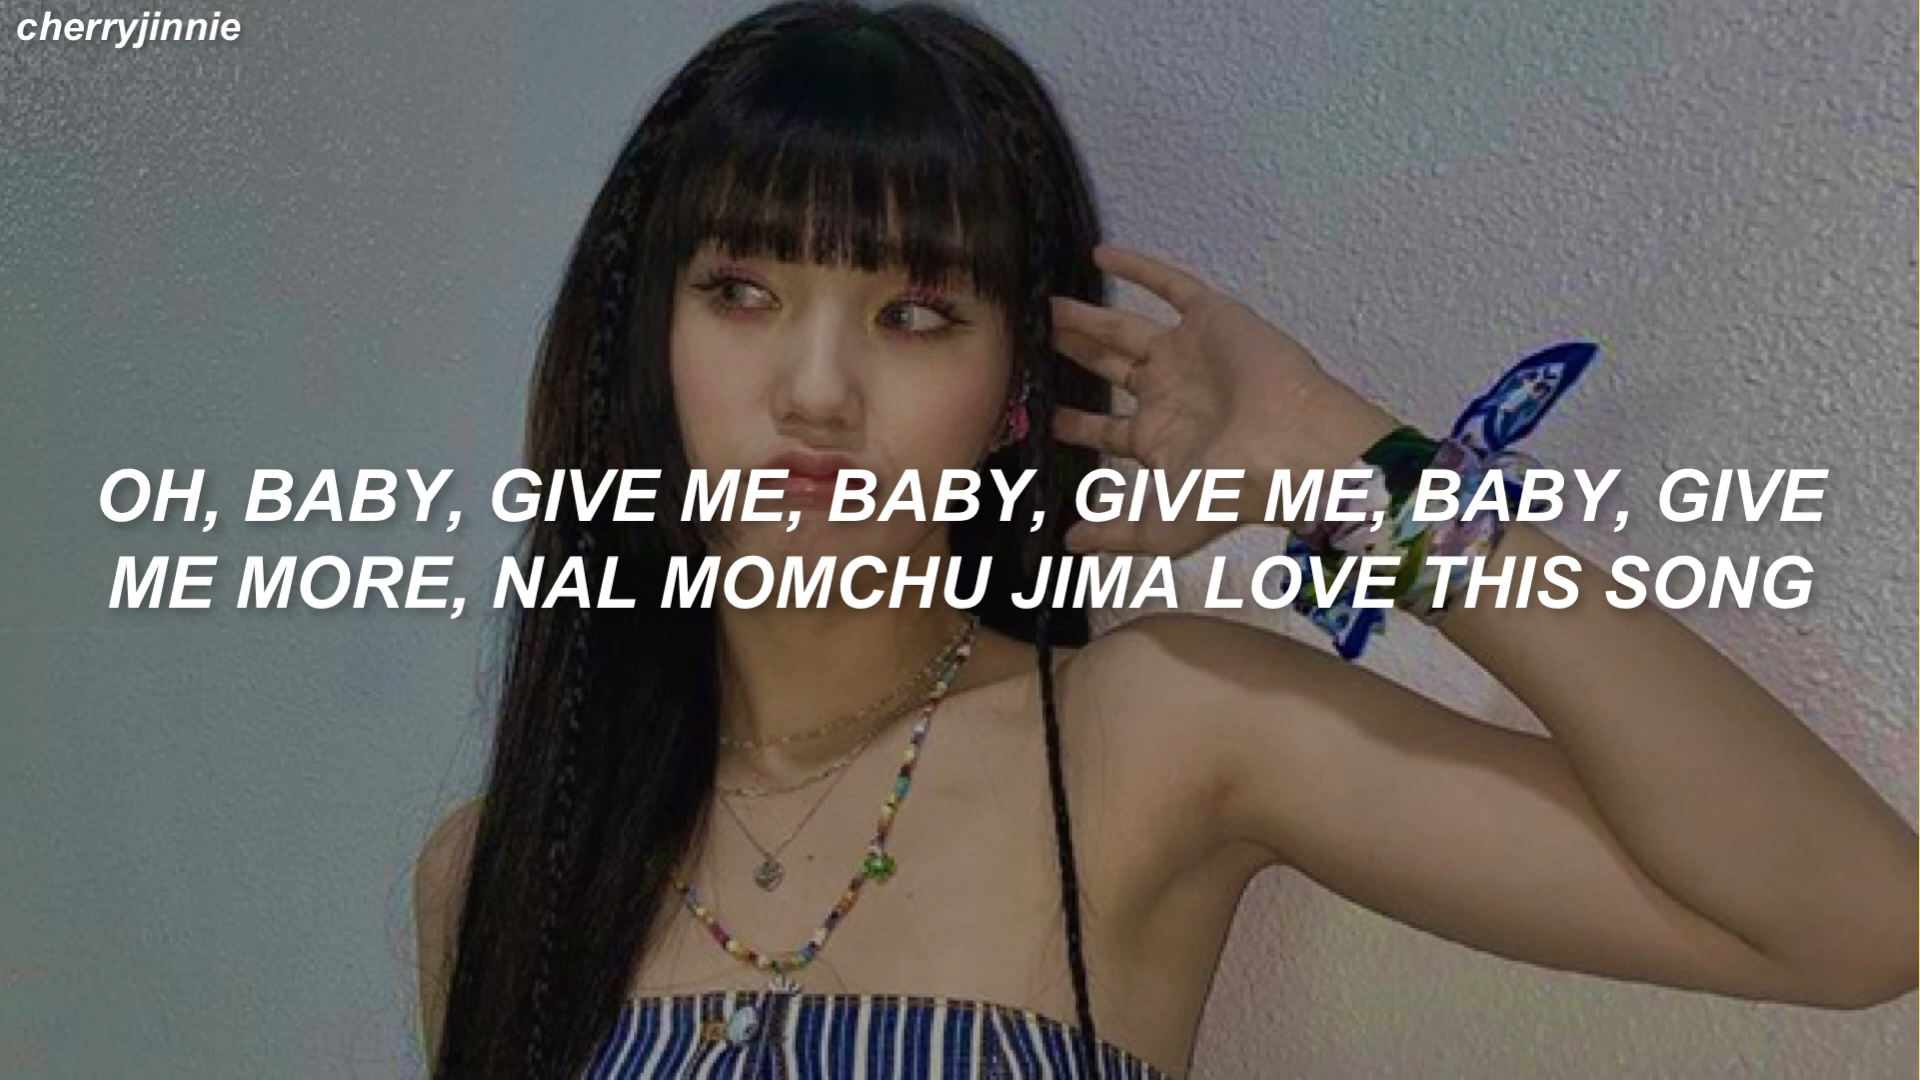 cherryjinnie
OH, BABY, GIVE ME, BABY, GIVE ME, BABY, GIVE
ME MORE, NAL MOMCHU JIMA LOVE THIS SONG